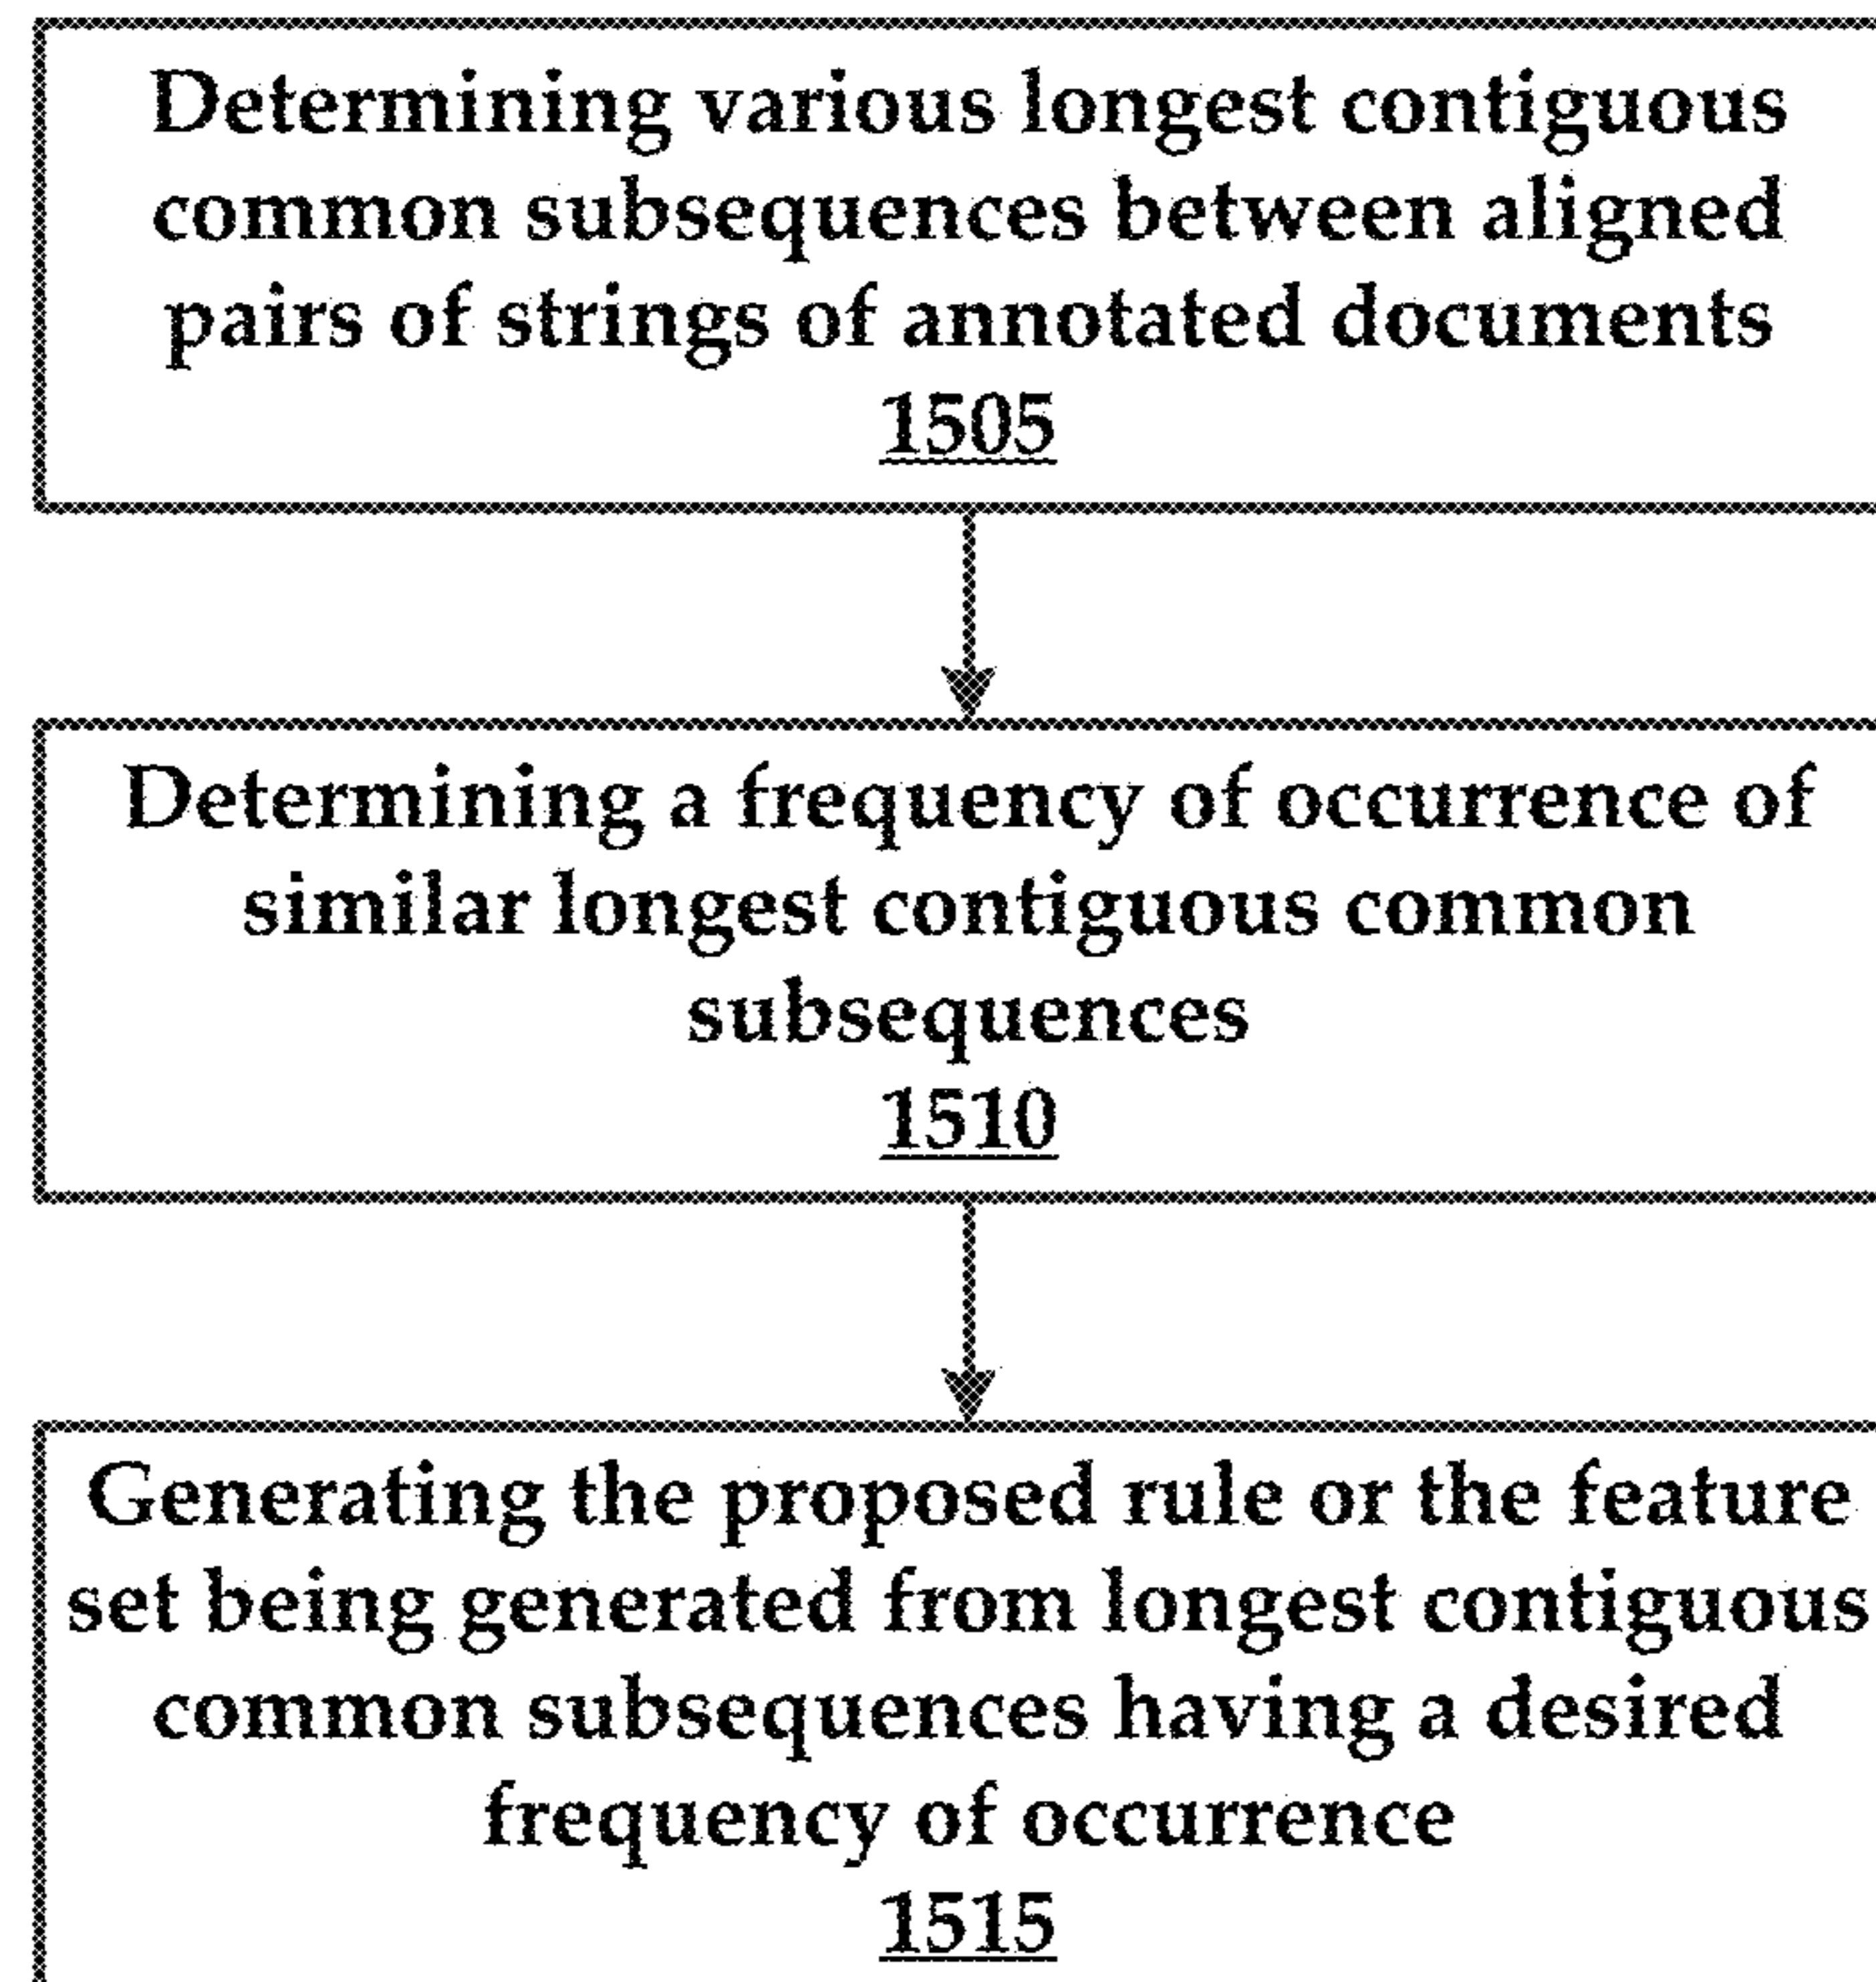 Determining various longest contiguous
common subsequences between aligned
pairs of strings of annotated documents
1505
Determining a frequency of occurrence of
similar longest contiguous common
subsequences
1510
Generating the proposed rule or the feature
set being generated from longest contiguous
common subsequences having a desired
frequency of occurrence
1515